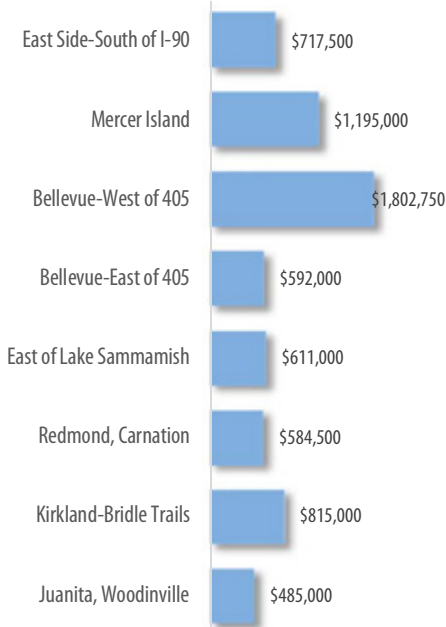 East Side-South of I-90 $717,500
Mercer Island $1,195,000
Bellevue-West of 405 $1,802,750
Bellevue-East of 405 $592,000
East of Lake Sammamish $611,000
Redmond, Carnation $584,500
Kirkland-Bridle Trails $815,000
Juanita, Woodinville $485,000